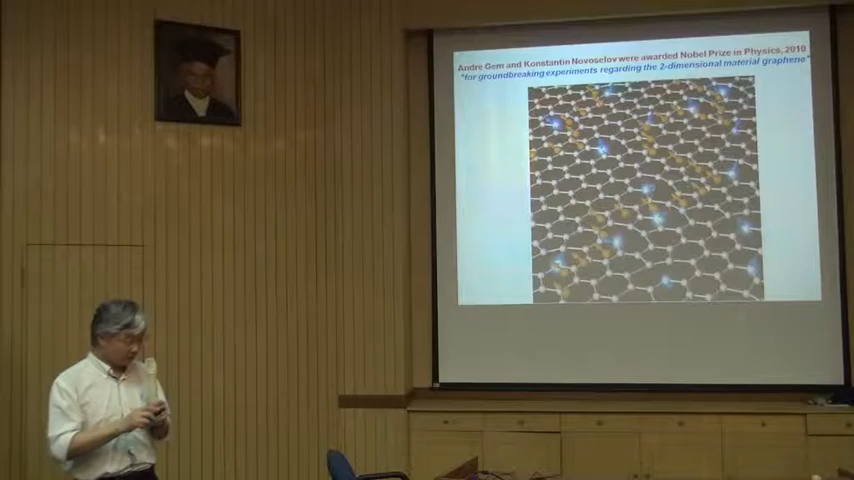 Andre Gem and Konstantin Novoselov were awarded Nobel Prize in Physics, 2010
"for groundbreaking experiments regarding the 2-dimensional material graphene"